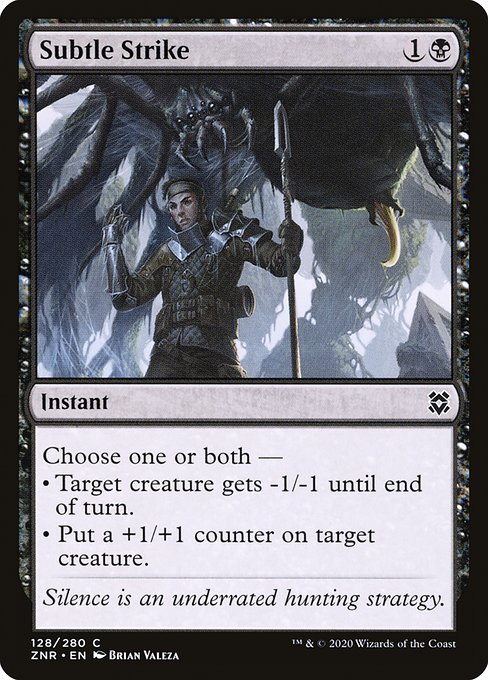 Subtle Strike 1
Instant
Choose one or both —
• Target creature gets -1/-1 until end
of turn.
• Put a +1/+1 counter on target
creature.
Silence is an underrated hunting strategy.
128/280 C
ZNR • EN Brian Valeza
™ & © 2020 Wizards of the Coast